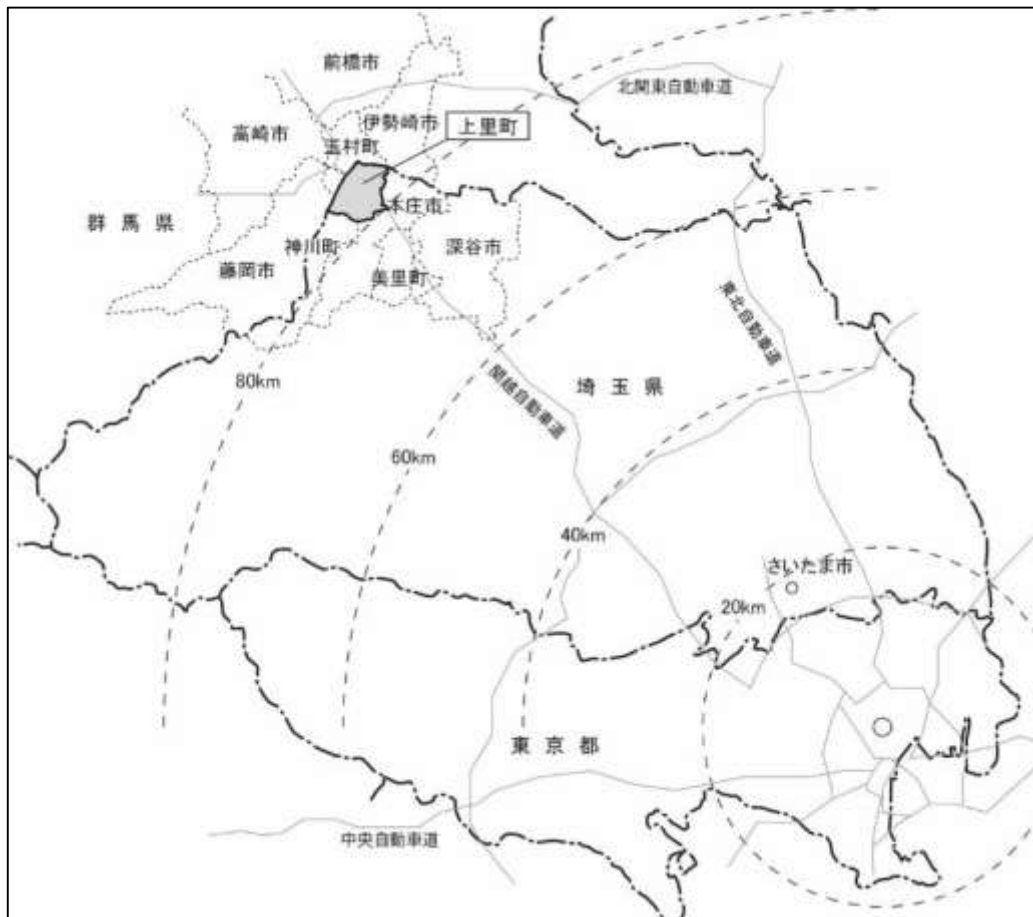 前橋市
北関東自動車道
伊勢崎市
上里町
高崎市
玉村町
本庄市
群馬県
神川町
深谷市
藤岡市
美里町
東北自動車道
80km
関越自動車道
埼玉県
60km
40km
さいたま市
20km
東京都
中央自動車道